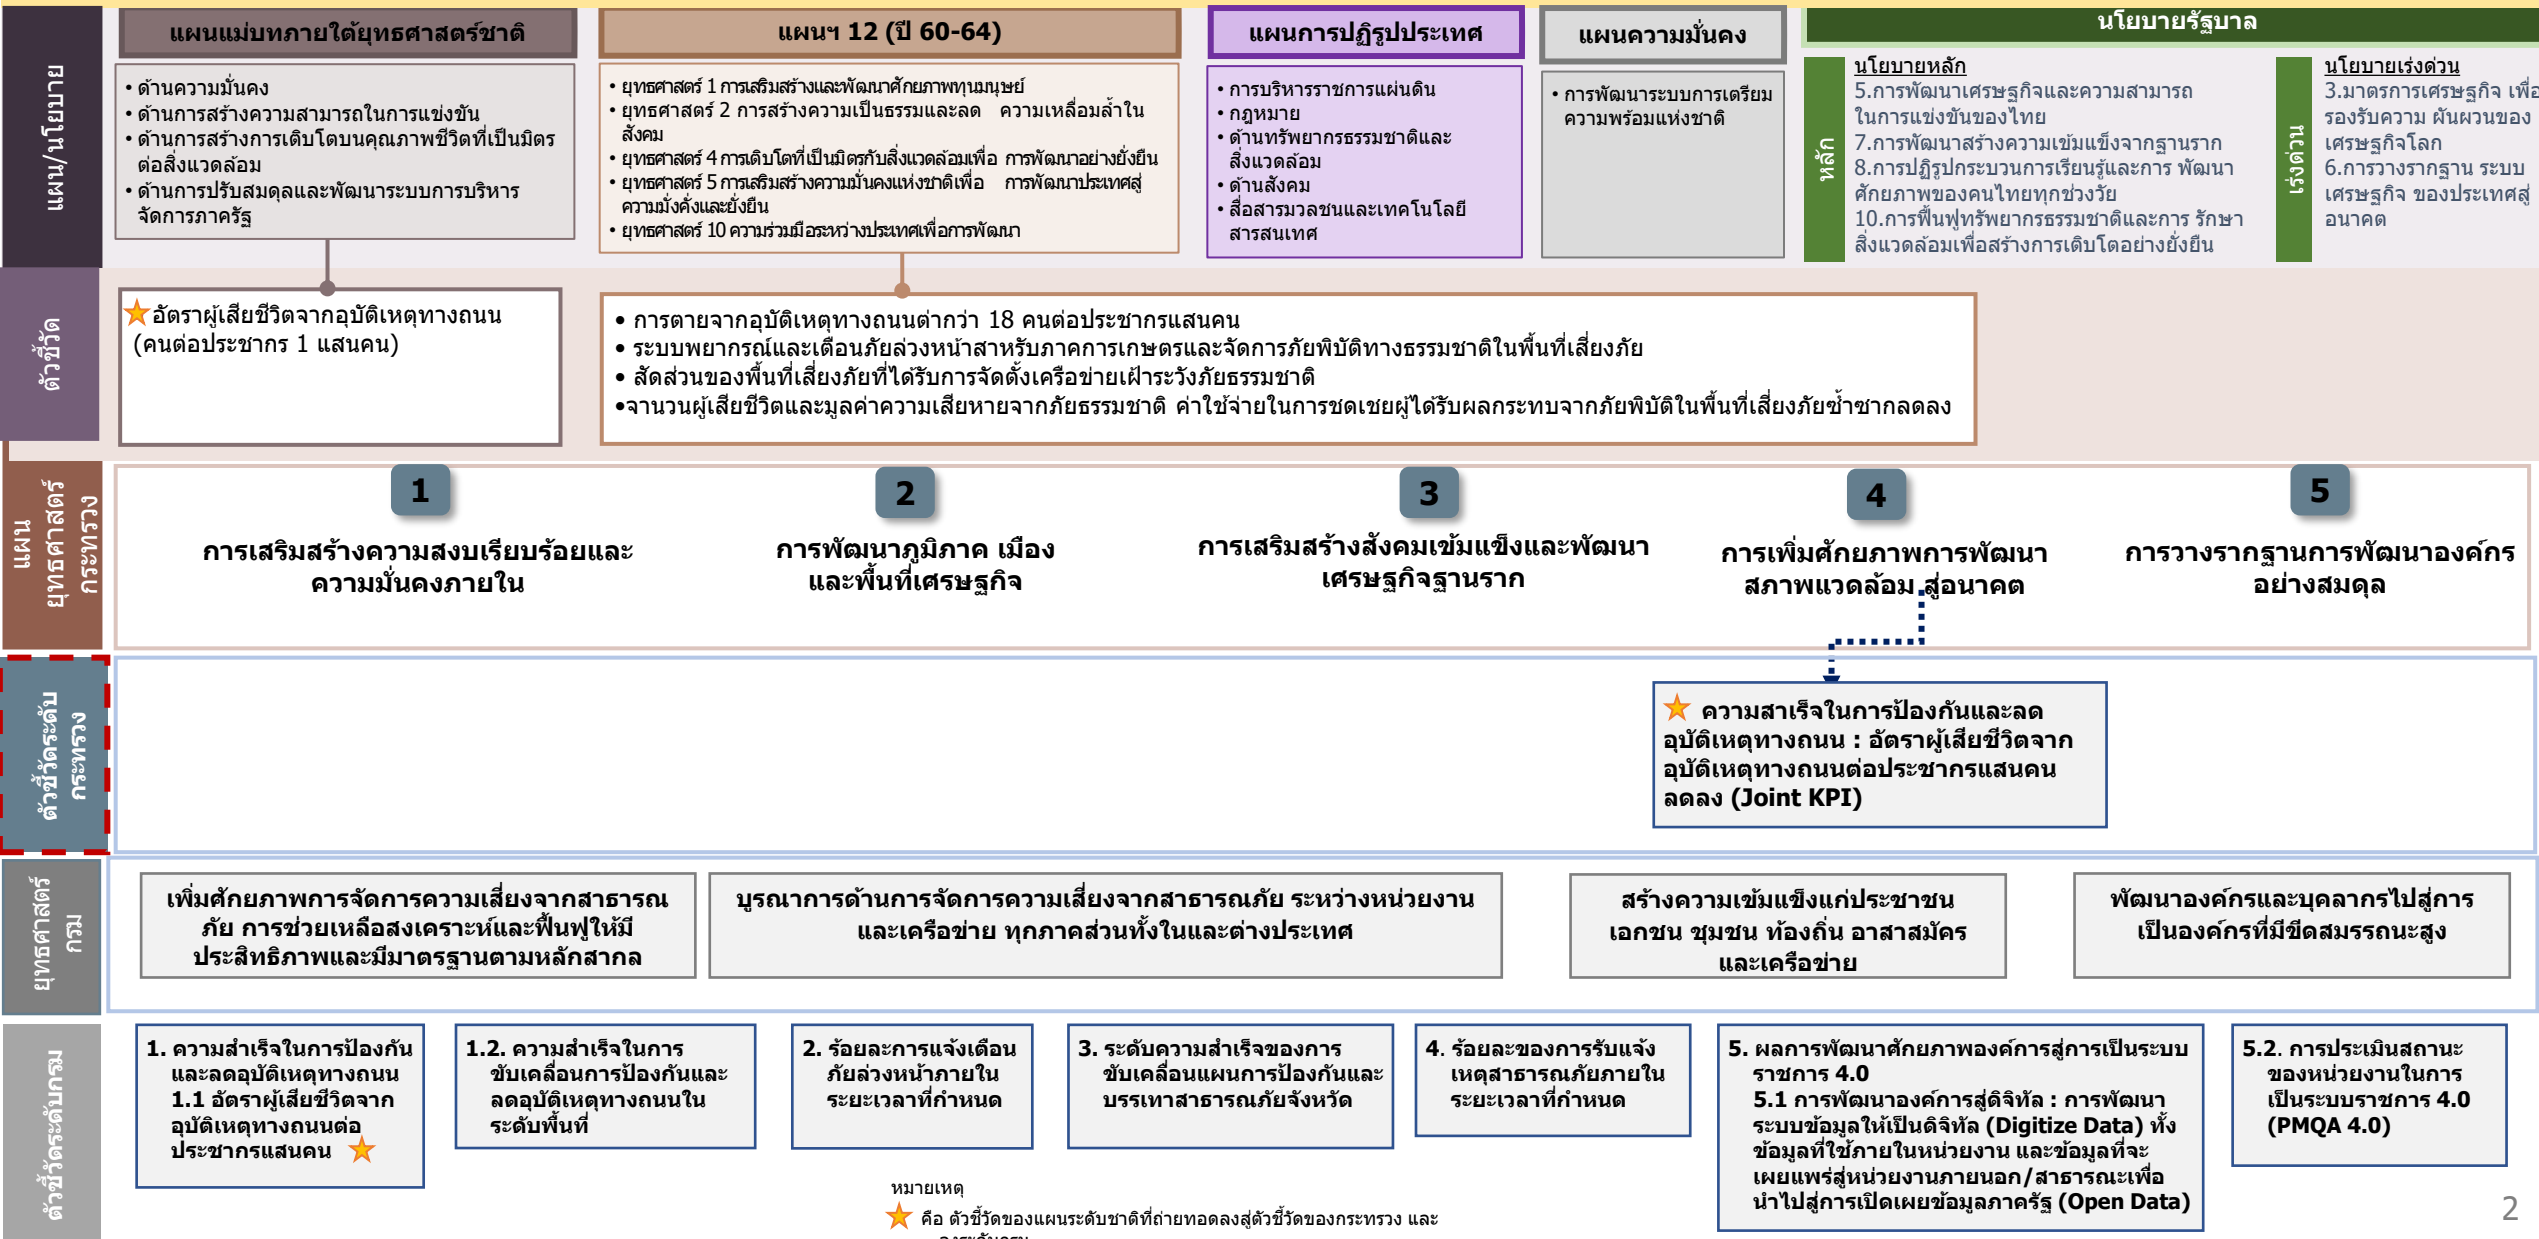 แผน/นโยบาย
แผนแม่บทภายใต้ยุทธศาสตร์ชาติ
• ด้านความมั่นคง
• ด้านการสร้างความสามารถในการแข่งขัน
• ด้านการสร้างการเติบโตบนคุณภาพชีวิตที่เป็นมิตร
ต่อสิ่งแวดล้อม
• ด้านการปรับสมดุลและพัฒนาระบบการบริหาร
จัดการภาครัฐ
แผนฯ 12 (ปี 60-64)
• ยุทธศาสตร์ 1 การเสริมสร้างและพัฒนาศักยภาพทุนมนุษย์
• ยุทธศาสตร์ 2 การสร้างความเป็นธรรมและลด ความเหลื่อมล้ำใน
สังคม
• ยุทธศาสตร์ 4 การเติบโตที่เป็นมิตรกับสิ่งแวดล้อมเพื่อ การพัฒนาอย่างยั่งยืน
• ยุทธศาสตร์ 5 การเสริมสร้างความมั่นคงแห่งชาติเพื่อ การพัฒนาประเทศสู่
ความมั่งคั่งและยั่งยืน
• ยุทธศาสตร์ 10 ความร่วมมือระหว่างประเทศเพื่อการพัฒนา
แผนการปฏิรูปประเทศ
• การบริหารราชการแผ่นดิน
• กฎหมาย
• ด้านทรัพยากรธรรมชาติและ
สิ่งแวดล้อม
• ด้านสังคม
• สื่อสารมวลชนและเทคโนโลยี
สารสนเทศ
แผนความมั่นคง
• การพัฒนาระบบการเตรียม
ความพร้อมแห่งชาติ
นโยบายรัฐบาล
หลัก
นโยบายหลัก
5.การพัฒนาเศรษฐกิจและความสามารถ
ในการแข่งขันของไทย
7.การพัฒนาสร้างความเข้มแข็งจากฐานราก
8.การปฏิรูปกระบวนการเรียนรู้และการ พัฒนา
ศักยภาพของคนไทยทุกช่วงวัย
10.การฟื้นฟูทรัพยากรธรรมชาติและการ รักษา
สิ่งแวดล้อมเพื่อสร้างการเติบโตอย่างยั่งยืน
เร่งด่วน
นโยบายเร่งด่วน
3.มาตรการเศรษฐกิจ เพื่อ
รองรับความ ผันผวนของ
เศรษฐกิจโลก
6.การวางรากฐาน ระบบ
เศรษฐกิจ ของประเทศสู่
อนาคต
ตัวชี้วัด
อัตราผู้เสียชีวิตจากอุบัติเหตุทางถนน
(คนต่อประชากร 1 แสนคน)
• การตายจากอุบัติเหตุทางถนนต่ากว่า 18 คนต่อประชากรแสนคน
• ระบบพยากรณ์และเตือนภัยล่วงหน้าสาหรับภาคการเกษตรและจัดการภัยพิบัติทางธรรมชาติในพื้นที่เสี่ยงภัย
• สัดส่วนของพื้นที่เสี่ยงภัยที่ได้รับการจัดตั้งเครือข่ายเฝ้าระวังภัยธรรมชาติ
•จานวนผู้เสียชีวิตและมูลค่าความเสียหายจากภัยธรรมชาติ ค่าใช้จ่ายในการชดเชยผู้ได้รับผลกระทบจากภัยพิบัติในพื้นที่เสี่ยงภัยซ้ำซากลดลง
แผน
ยุทธศาสตร์
กระทรวง
1
การเสริมสร้างความสงบเรียบร้อยและ
ความมั่นคงภายใน
2
การพัฒนาภูมิภาค เมือง
และพื้นที่เศรษฐกิจ
3
การเสริมสร้างสังคมเข้มแข็งและพัฒนา
เศรษฐกิจฐานราก
4
การเพิ่มศักยภาพการพัฒนา
สภาพแวดล้อม สู่อนาคต
5
การวางรากฐานการพัฒนาองค์กร
อย่างสมดุล
ตัวชี้วัดระดับ
กระทรวง
ความสาเร็จในการป้องกันและลด
อุบัติเหตุทางถนน : อัตราผู้เสียชีวิตจาก
อุบัติเหตุทางถนนต่อประชากรแสนคน
ลดลง (Joint KPI)
ยุทธศาสตร์
กรม
เพิ่มศักยภาพการจัดการความเสี่ยงจากสาธารณ
ภัย การช่วยเหลือสงเคราะห์และฟื้นฟูให้มี
ประสิทธิภาพและมีมาตรฐานตามหลักสากล
บูรณาการด้านการจัดการความเสี่ยงจากสาธารณภัย ระหว่างหน่วยงาน
และเครือข่าย ทุกภาคส่วนทั้งในและต่างประเทศ
สร้างความเข้มแข็งแก่ประชาชน
เอกชน ชุมชน ท้องถิ่น อาสาสมัคร
และเครือข่าย
พัฒนาองค์กรและบุคลากรไปสู่การ
เป็นองค์กรที่มีขีดสมรรถนะสูง
ตัวชี้วัดระดับกรม
1. ความสำเร็จในการป้องกัน
และลดอุบัติเหตุทางถนน
1.1 อัตราผู้เสียชีวิตจาก
อุบัติเหตุทางถนนต่อ
ประชากรแสนคน
1.2. ความสำเร็จในการ
ขับเคลื่อนการป้องกันและ
ลดอุบัติเหตุทางถนนใน
ระดับพื้นที่
2. ร้อยละการแจ้งเตือน
ภัยล่วงหน้าภายใน
ระยะเวลาที่กำหนด
3. ระดับความสำเร็จของการ
ขับเคลื่อนแผนการป้องกันและ
บรรเทาสาธารณภัยจังหวัด
4. ร้อยละของการรับแจ้ง
เหตุสาธารณภัยภายใน
ระยะเวลาที่กำหนด
5. ผลการพัฒนาศักยภาพองค์การสู่การเป็นระบบ
ราชการ 4.0
5.1 การพัฒนาองค์การสู่ดิจิทัล : การพัฒนา
ระบบข้อมูลให้เป็นดิจิทัล (Digitize Data) ทั้ง
ข้อมูลที่ใช้ภายในหน่วยงาน และข้อมูลที่จะ
เผยแพร่สู่หน่วยงานภายนอก/สาธารณะเพื่อ
นำไปสู่การเปิดเผยข้อมูลภาครัฐ (Open Data)
5.2. การประเมินสถานะ
ของหน่วยงานในการ
เป็นระบบราชการ 4.0
(PMQA 4.0)
หมายเหตุ
คือ ตัวชี้วัดของแผนระดับชาติที่ถ่ายทอดลงสู่ตัวชี้วัดของกระทรวง และ
2